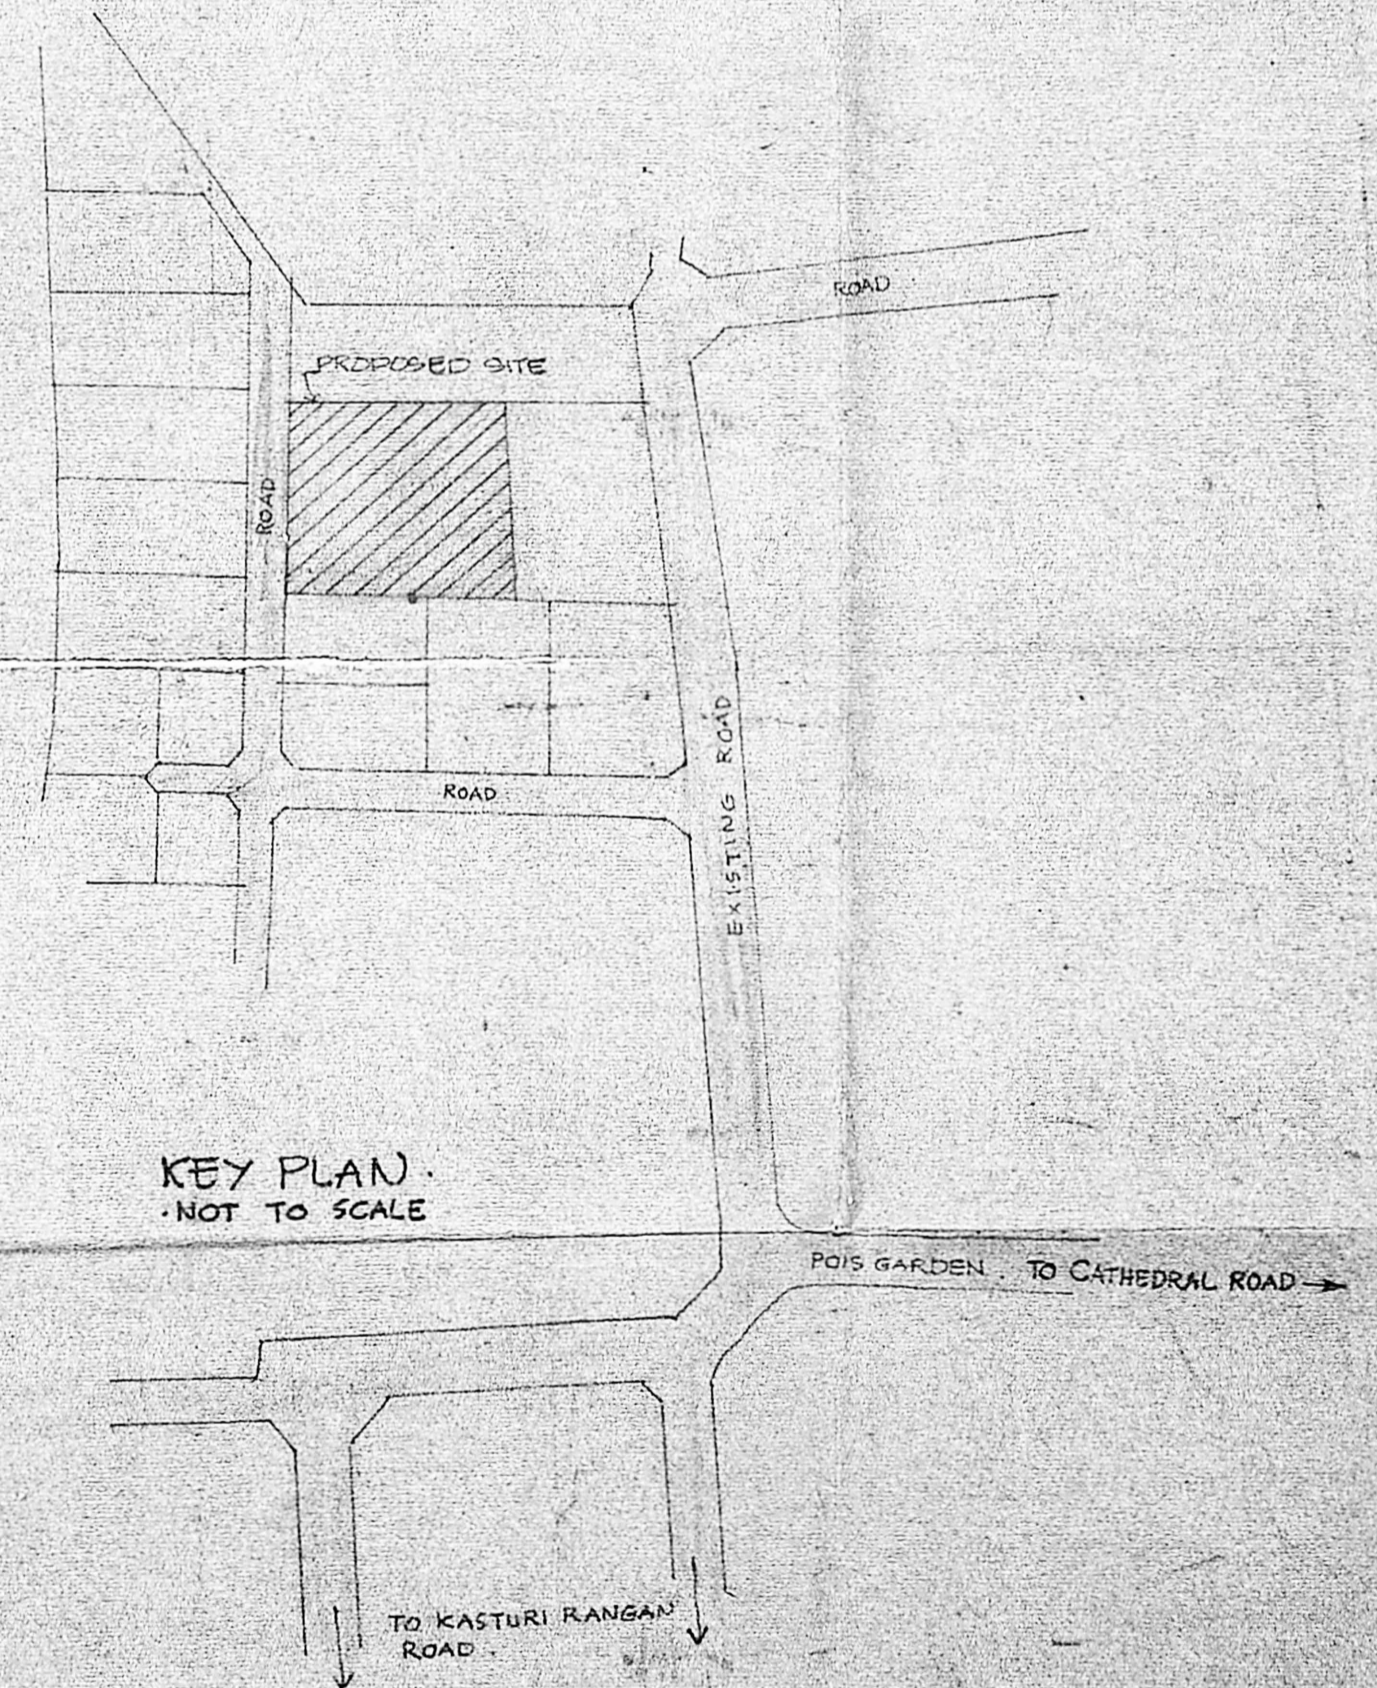 ROAD
PROPOSED SITE
ROAD
EXISTING ROAD
ROAD
KEY PLAN.
.NOT TO SCALE
POIS GARDEN. TO CATHEDRAL ROAD
TO KASTURI RANGAN
ROAD.